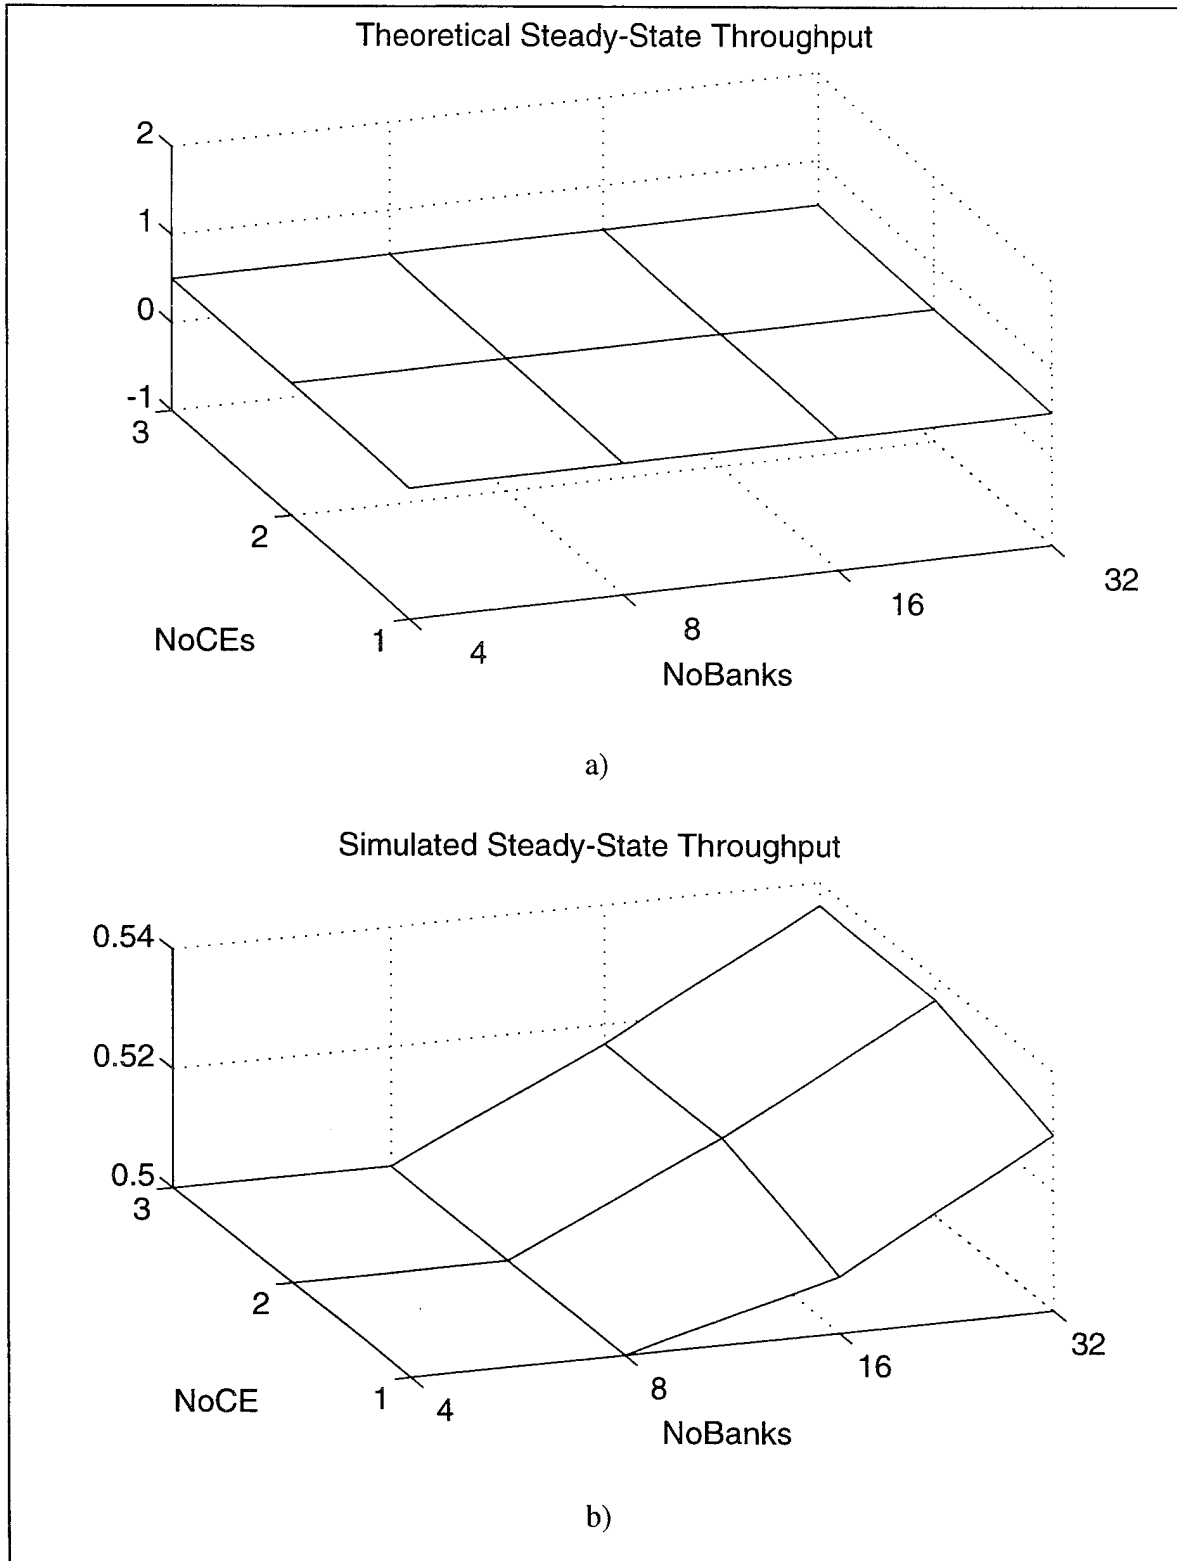 Theoretical Steady-State Throughput
2
1
0
-1
3
2
1
NoCEs
4
8
16
32
NoBanks
a)
Simulated Steady-State Throughput
0.54
0.52
0.5
3
2
1
NoCE
4
8
16
32
NoBanks
b)